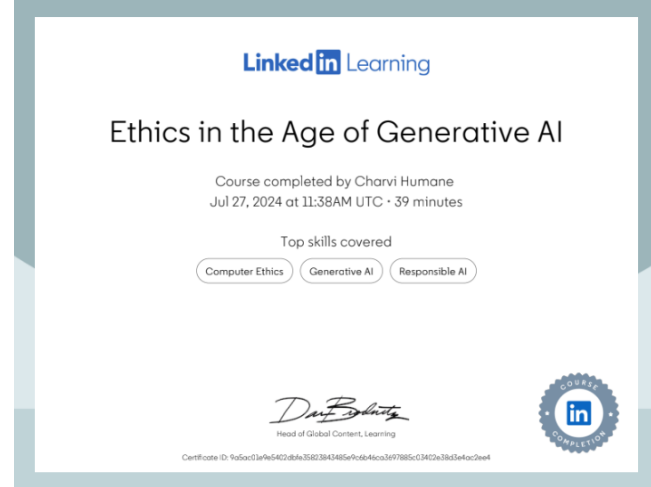 Linked in Learning
Ethics in the Age of Generative AI
Course completed by Charvi Humane
Jul 27, 2024 at 11:38AM UTC • 39 minutes
Top skills covered
Computer Ethics
Generative AI
Responsible AI
Head of Global Content, Learning
Certificate ID:
COURSE
in
COMPLETION